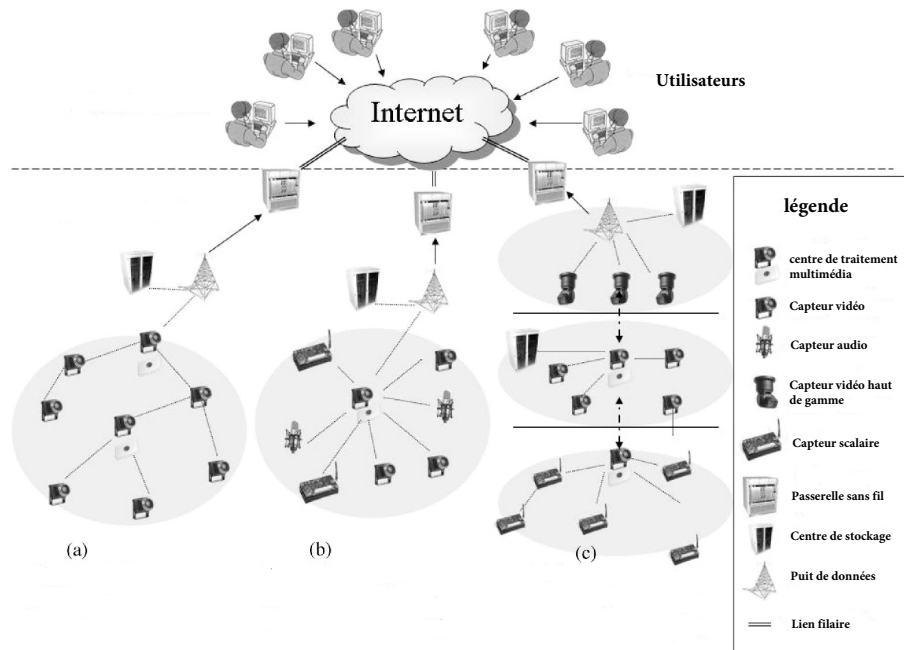 Utilisateurs
Internet
légende
centre de traitement
multimédia
Capteur vidéo
Capteur audio
Capteur vidéo haut
de gamme
Capteur scalaire
Passerelle sans fil
Centre de stockage
Puit de données
Lien filaire
(a)
(b)
(c)